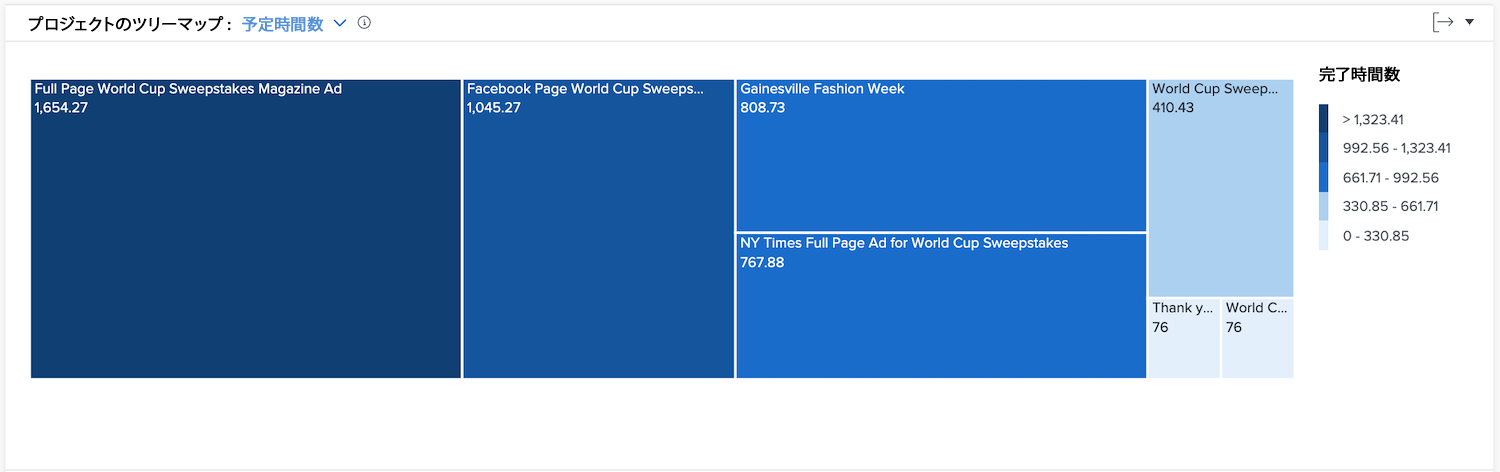 プロジェクトのツリーマップ : 予定時間数
Full Page World Cup Sweepstakes Magazine Ad
1,654.27
Facebook Page World Cup Sweeps...
1,045.27
Gainesville Fashion Week
808.73
NY Times Full Page Ad for World Cup Sweepstakes
767.88
World Cup Sweep...
410.43
Thank y...
76
World C...
76
完了時間数
> 1,323.41
992.56 - 1,323.41
661.71 - 992.56
330.85 - 661.71
0 - 330.85